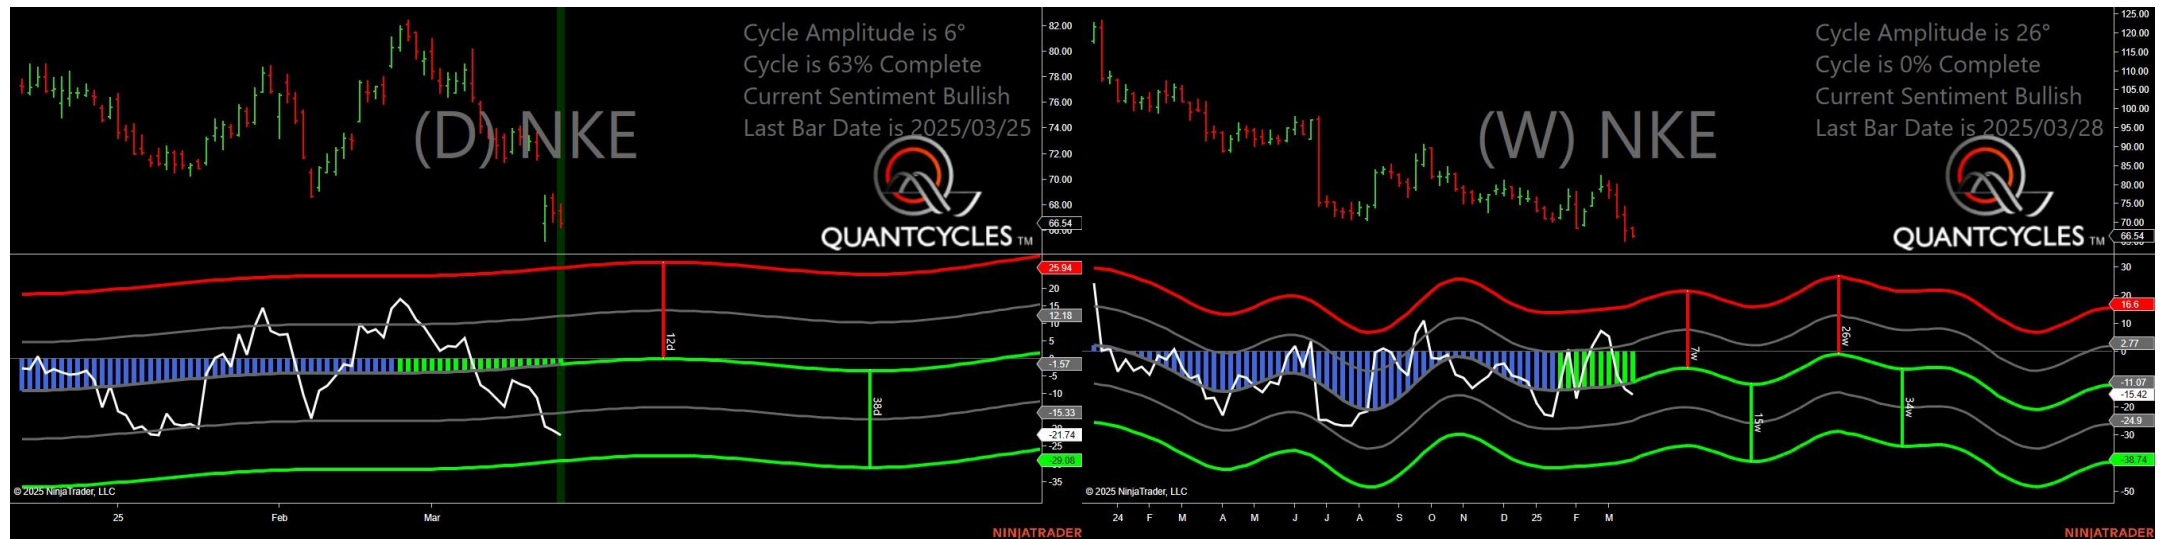 Cycle Amplitude is 6°
Cycle is 63% Complete
Current Sentiment Bullish
Last Bar Date is 2025/03/25
(D) NKE
QUANTCYCLES TM
82.00
80.00
78.00
76.00
74.00
72.00
70.00
68.00
66.54
66.00
25.94
20
15
12.18
10
5
0
-1.57
-5
-10
-15.33
-21.74
-25
-29.08
-35
12d
38d
© 2025 NinjaTrader, LLC
25
Feb
Mar
NINJATRADER
Cycle Amplitude is 26°
Cycle is 0% Complete
Current Sentiment Bullish
Last Bar Date is 2025/03/28
(W) NKE
QUANTCYCLES TM
125.00
120.00
115.00
110.00
105.00
100.00
95.00
90.00
85.00
80.00
75.00
70.00
66.54
30
20
16.6
10
2.77
0
-11.07
-15.42
-20
-24.9
-30
-38.74
-50
7w
15w
26w
34w
© 2025 NinjaTrader, LLC
24 F M A M J J A S O N D 25 F M
NINJATRADER